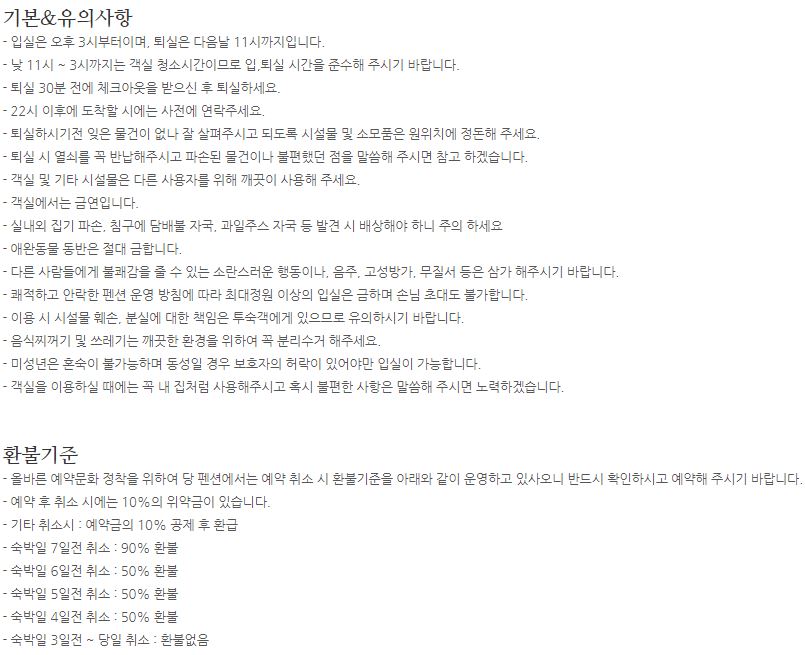 기본&유의사항
- 입실은 오후 3시부터이며, 퇴실은 다음날 11시까지입니다.
- 낮 11시 ~ 3시까지는 객실 청소시간이므로 입,퇴실 시간을 준수해 주시기 바랍니다.
- 퇴실 30분 전에 체크아웃을 받으신 후 퇴실하세요.
- 22시 이후에 도착할 시에는 사전에 연락주세요.
- 퇴실하시기전 잊은 물건이 없나 잘 살펴주시고 되도록 시설물 및 소모품은 원위치에 정돈해 주세요.
- 퇴실 시 열쇠를 꼭 반납해주시고 파손된 물건이나 불편했던 점을 말씀해 주시면 참고 하겠습니다.
- 객실 및 기타 시설물은 다른 사용자를 위해 깨끗이 사용해 주세요.
- 객실에서는 금연입니다.
- 실내외 집기 파손, 침구에 담배불 자국, 과일주스 자국 등 발견 시 배상해야 하니 주의 하세요
- 애완동물 동반은 절대 금합니다.
- 다른 사람들에게 불쾌감을 줄 수 있는 소란스러운 행동이나, 음주, 고성방가, 무질서 등은 삼가 해주시기 바랍니다.
- 쾌적하고 안락한 펜션 운영 방침에 따라 최대정원 이상의 입실은 금하며 손님 초대도 불가합니다.
- 이용 시 시설물 훼손, 분실에 대한 책임은 투숙객에게 있으므로 유의하시기 바랍니다.
- 음식찌꺼기 및 쓰레기는 깨끗한 환경을 위하여 꼭 분리수거 해주세요.
- 미성년은 혼숙이 불가능하며 동성일 경우 보호자의 허락이 있어야만 입실이 가능합니다.
- 객실을 이용하실 때에는 꼭 내 집처럼 사용해주시고 혹시 불편한 사항은 말씀해 주시면 노력하겠습니다.
환불기준
- 올바른 예약문화 정착을 위하여 당 펜션에서는 예약 취소 시 환불기준을 아래와 같이 운영하고 있사오니 반드시 확인하시고 예약해 주시기 바랍니다.
- 예약 후 취소 시에는 10%의 위약금이 있습니다.
- 기타 취소시 : 예약금의 10% 공제 후 환급
- 숙박일 7일전 취소 : 90% 환불
- 숙박일 6일전 취소 : 50% 환불
- 숙박일 5일전 취소 : 50% 환불
- 숙박일 4일전 취소 : 50% 환불
- 숙박일 3일전 ~ 당일 취소 : 환불없음